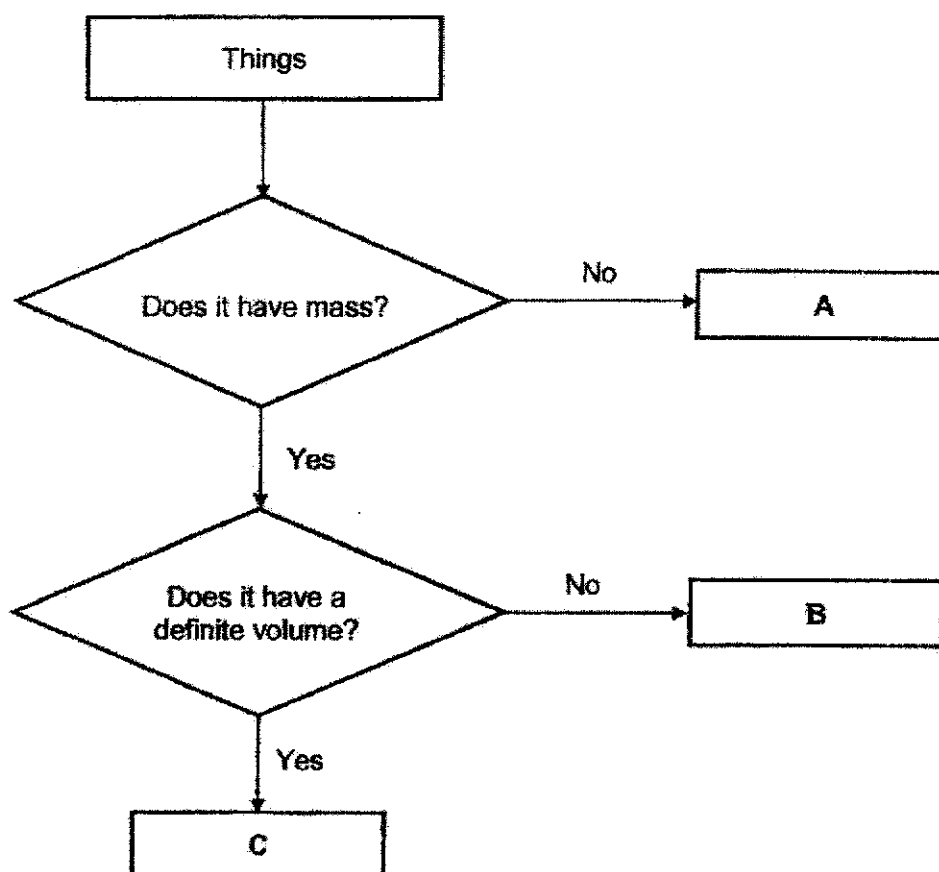 Things
Does it have mass?
No
A
Yes
Does it have a
definite volume?
No
B
Yes
C